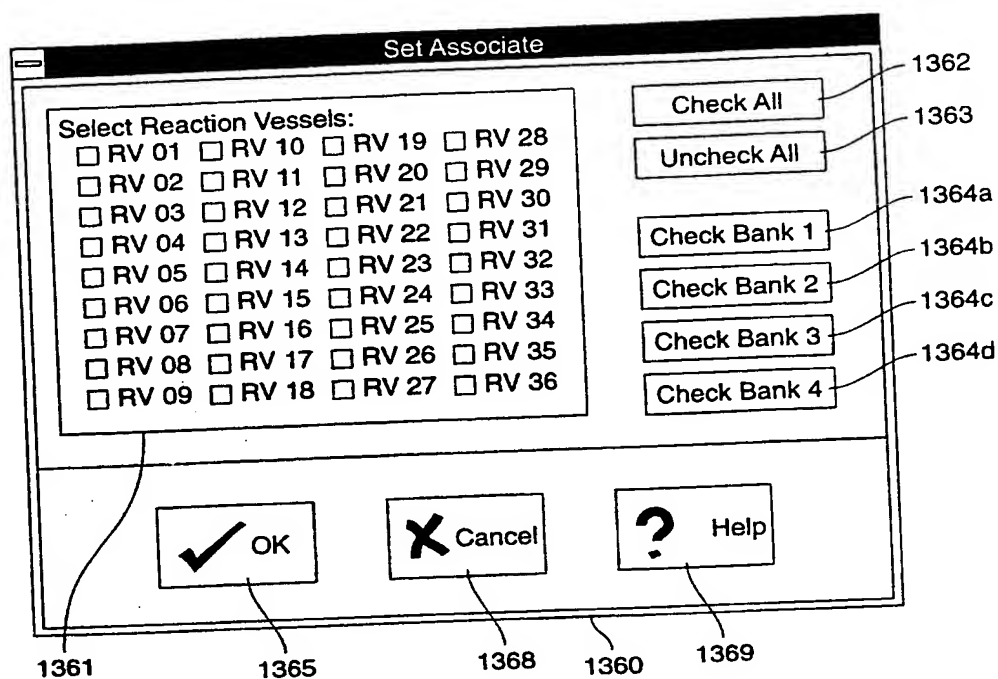 Set Associate
Select Reaction Vessels:
RV 01 RV 10 RV 19 RV 28
RV 02 RV 11 RV 20 RV 29
RV 03 RV 12 RV 21 RV 30
RV 04 RV 13 RV 22 RV 31
RV 05 RV 14 RV 23 RV 32
RV 06 RV 15 RV 24 RV 33
RV 07 RV 16 RV 25 RV 34
RV 08 RV 17 RV 26 RV 35
RV 09 RV 18 RV 27 RV 36
Check All
1362
Uncheck All
1363
Check Bank 1
1364a
Check Bank 2
1364b
Check Bank 3
1364c
Check Bank 4
1364d
OK
Cancel
? Help
1361
1365
1368
1360
1369